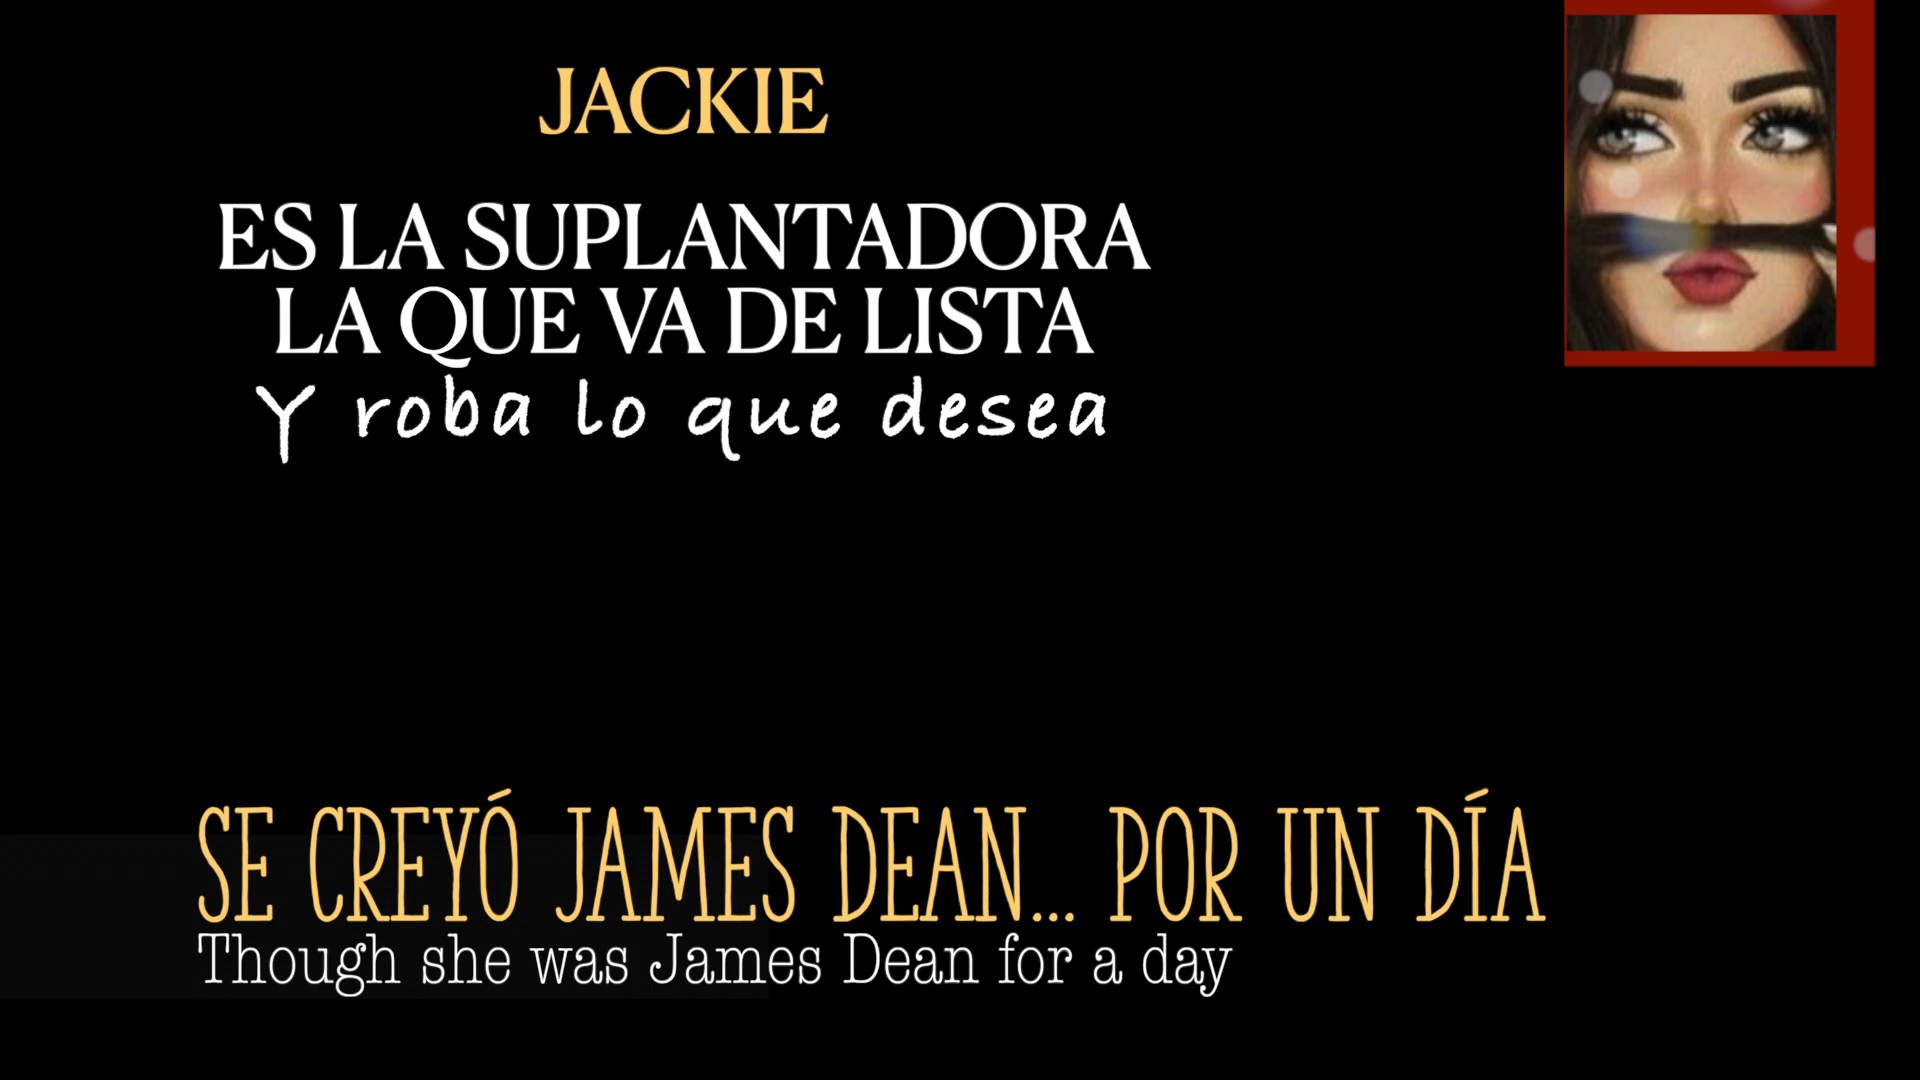 JACKIE
ES LA SUPLANTADORA
LA QUE VA DE LISTA
Y roba lo que desea
SE CREYÓ JAMES DEAN... POR UN DÍA
Though she was James Dean for a day